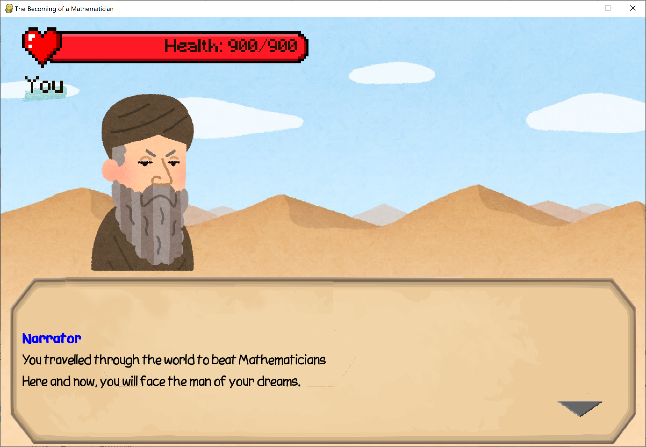 The Becoming of a Mathematician
Health: 900/900
You
Narrator
You travelled through the world to beat Mathematicians
Here and now, you will face the man of your dreams.